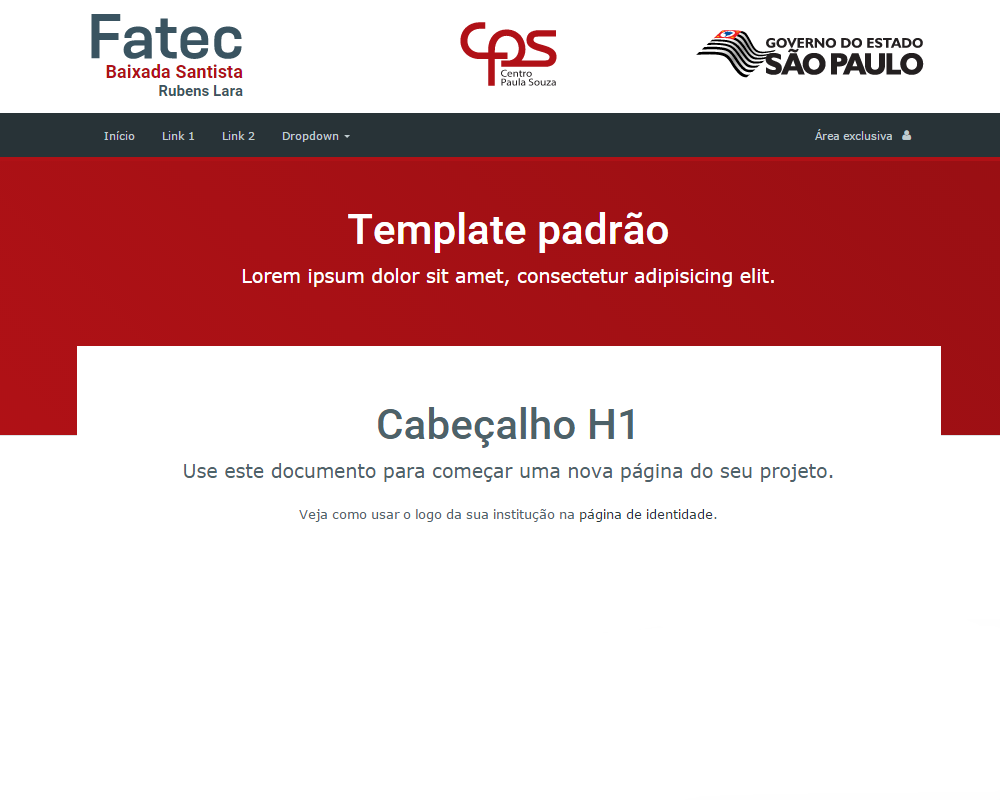 Fatec
Baixada Santista
Rubens Lara
cps
Centro
Paula Souza
GOVERNO DO ESTADO
SÃO PAULO
Início Link 1 Link 2 Dropdown Área exclusiva
Template padrão
Lorem ipsum dolor sit amet, consectetur adipisicing elit.
Cabeçalho H1
Use este documento para começar uma nova página do seu projeto.
Veja como usar o logo da sua institução na página de identidade.